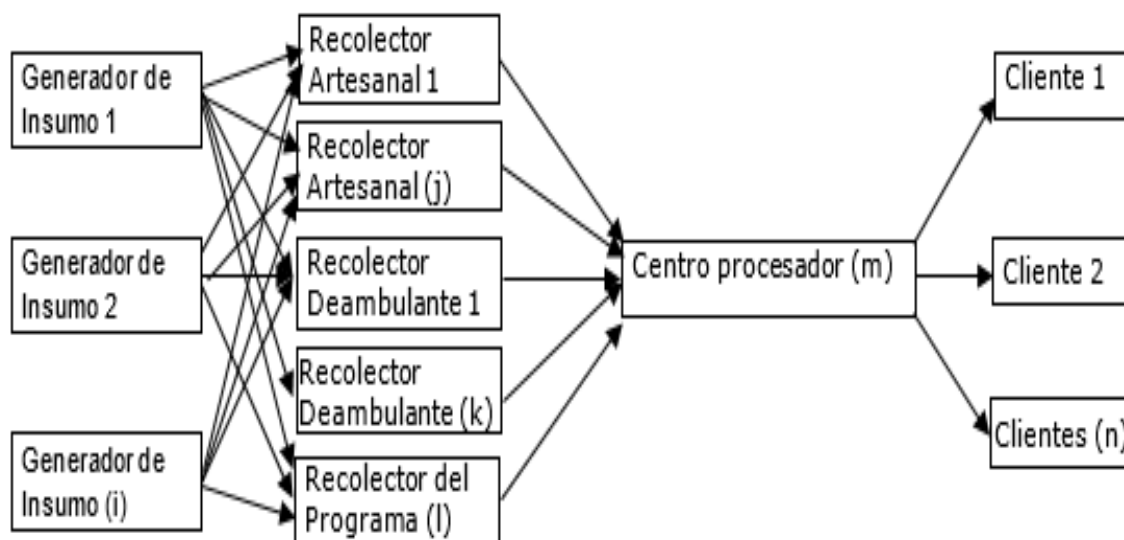 Generador de
Insumo 1
Generador de
Insumo 2
Generador de
Insumo (i)
Recolector
Artesanal 1
Recolector
Artesanal (j)
Recolector
Deambulante 1
Recolector
Deambulante (k)
Recolector del
Programa (l)
Centro procesador (m)
Cliente 1
Cliente 2
Clientes (n)